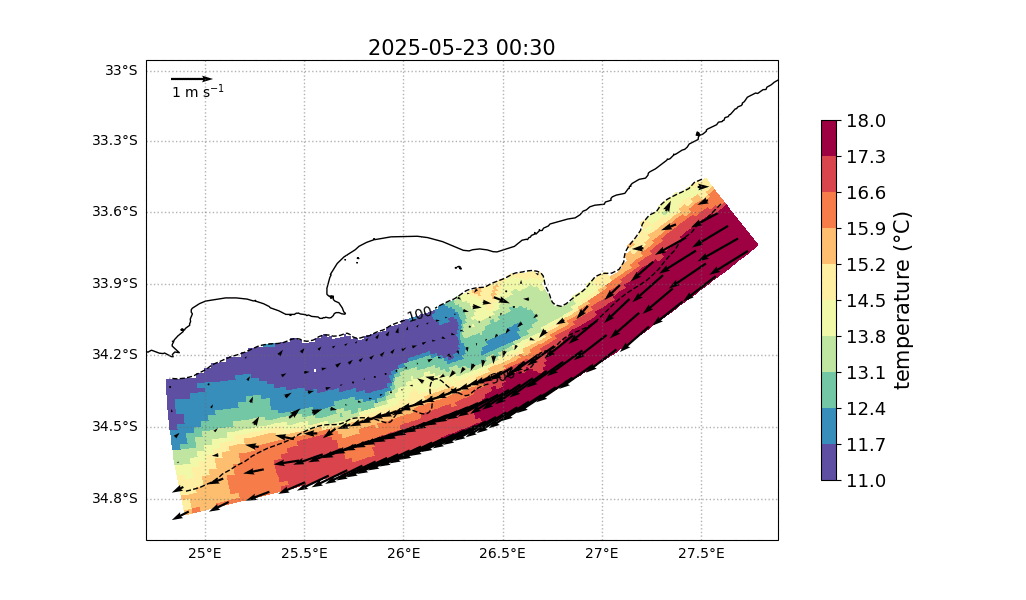 2025-05-23 00:30
1 m s⁻¹
33°S
33.3°S
33.6°S
33.9°S
34.2°S
34.5°S
34.8°S
25°E
25.5°E
26°E
26.5°E
27°E
27.5°E
100
18.0
17.3
16.6
15.9
15.2
14.5
13.8
13.1
12.4
11.7
11.0
temperature (°C)